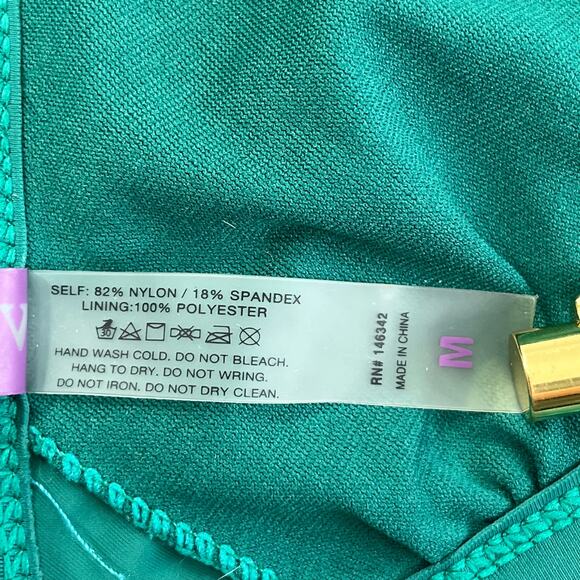 V
SELF: 82% NYLON / 18% SPANDEX
LINING:100% POLYESTER
30
HAND WASH COLD. DO NOT BLEACH.
HANG TO DRY. DO NOT WRING.
DO NOT IRON. DO NOT DRY CLEAN.
RN# 146342
MADE IN CHINA
M